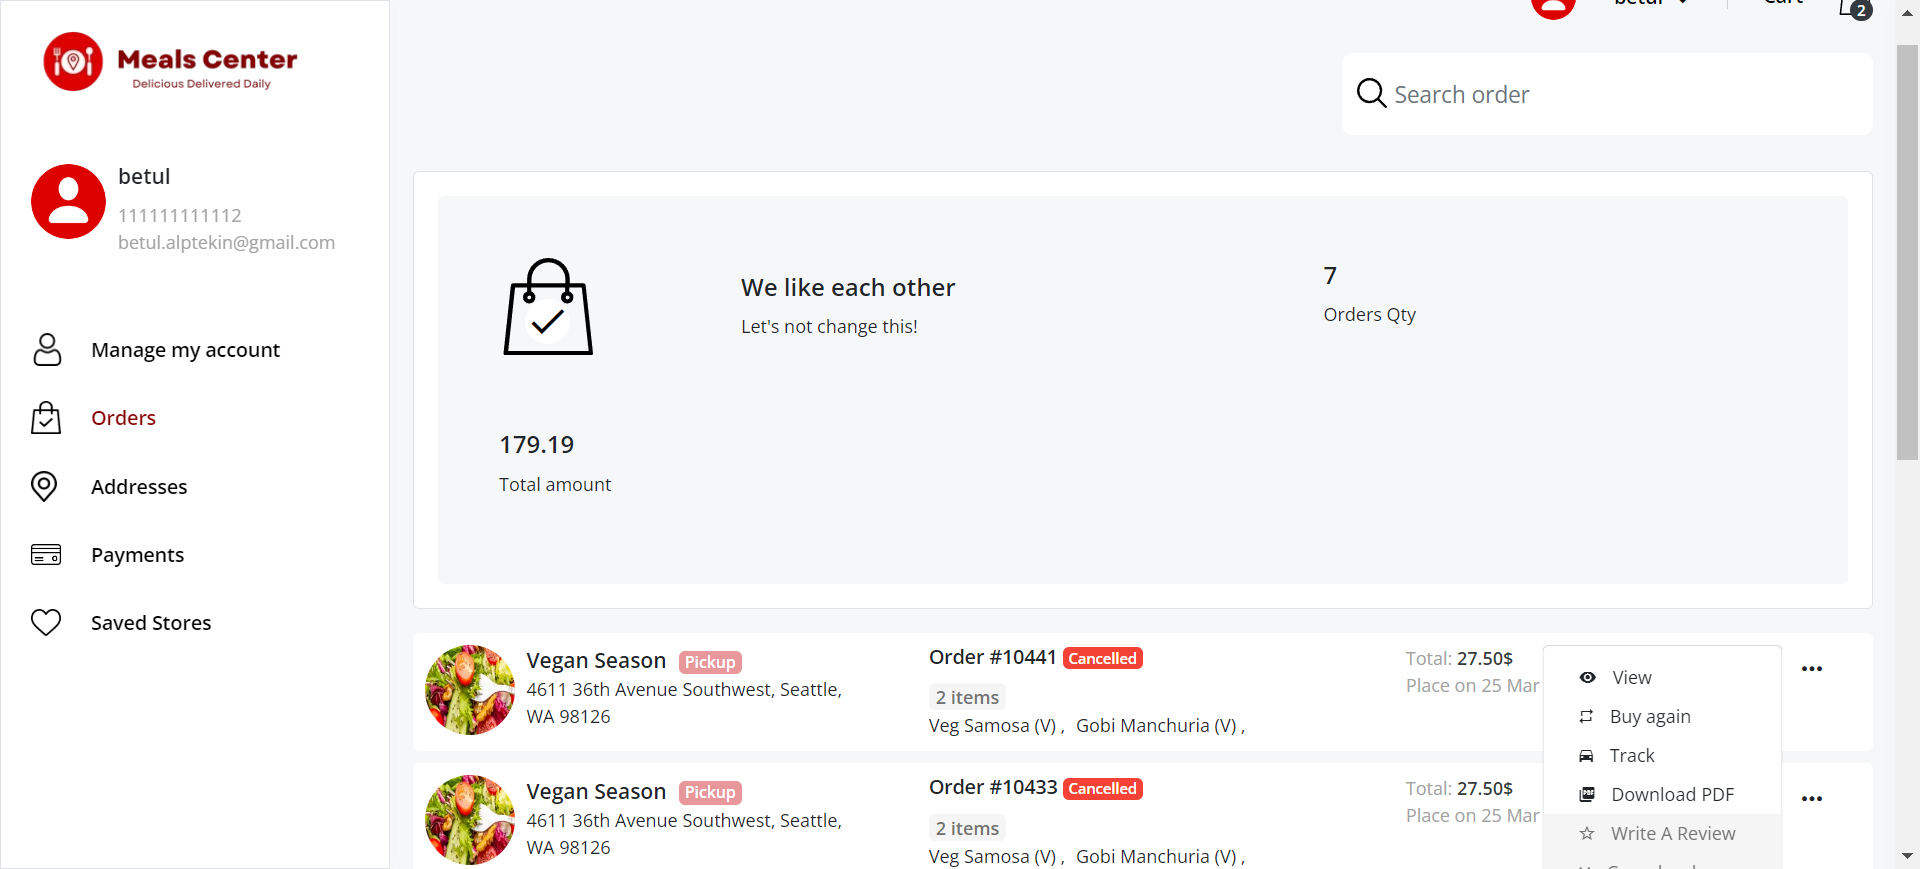 betul
Cart
2
Meals Center
Delicious Delivered Daily
Search order
betul
111111111112
betul.alptekin@gmail.com
Manage my account
Orders
Addresses
Payments
Saved Stores
We like each other
Let's not change this!
7
Orders Qty
179.19
Total amount
Vegan Season Pickup
4611 36th Avenue Southwest, Seattle,
WA 98126
Order #10441 Cancelled
2 items
Veg Samosa (V) , Gobi Manchuria (V) ,
Total: 27.50$
Place on 25 Mar
View
Buy again
Track
Download PDF
Write A Review
Vegan Season Pickup
4611 36th Avenue Southwest, Seattle,
WA 98126
Order #10433 Cancelled
2 items
Veg Samosa (V) , Gobi Manchuria (V) ,
Total: 27.50$
Place on 25 Mar